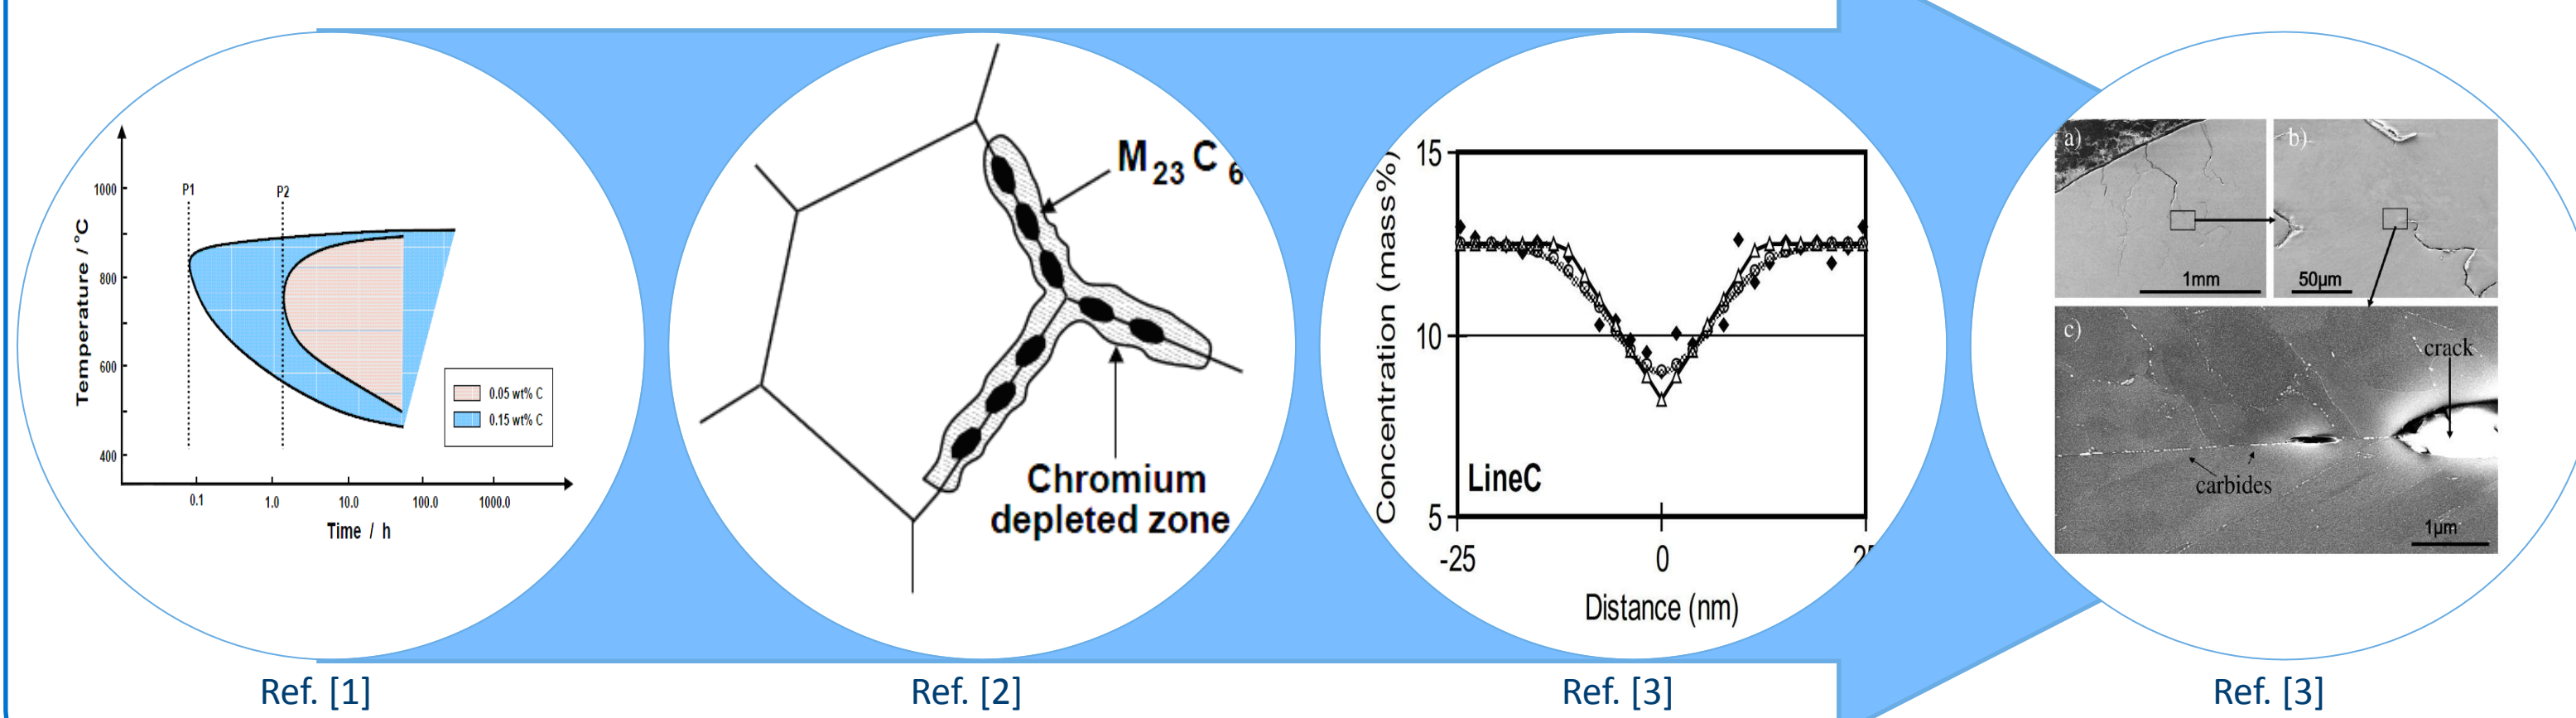 Temperature / °C
1000
800
600
400
P1
P2
0.05 wt% C
0.15 wt% C
0.1
1.0
10.0
100.0
1000.0
Time / h
Ref. [1]
M23C6
Chromium
depleted zone
Ref. [2]
Concentration (mass%)
15
10
5
LineC
-25
0
25
Distance (nm)
Ref. [3]
a)
1mm
b)
50µm
c)
crack
carbides
1µm
Ref. [3]